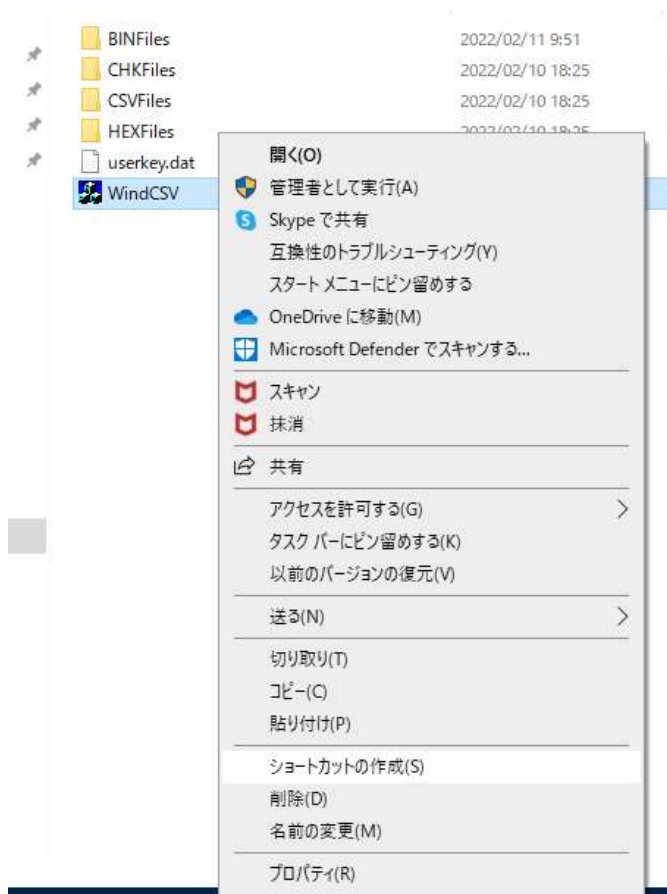 BINFiles 2022/02/11 9:51
CHKFiles 2022/02/10 18:25
CSVFiles 2022/02/10 18:25
HEXFiles 2022/02/10 18:25
userkey.dat
WindCSV
開く(O)
管理者として実行(A)
Skype で共有
互換性のトラブルシューティング(Y)
スタート メニューにピン留めする
OneDrive に移動(M)
Microsoft Defender でスキャンする...
スキャン
抹消
共有
アクセスを許可する(G)
タスク バーにピン留めする(K)
以前のバージョンの復元(V)
送る(N)
切り取り(T)
コピー(C)
貼り付け(P)
ショートカットの作成(S)
削除(D)
名前の変更(M)
プロパティ(R)